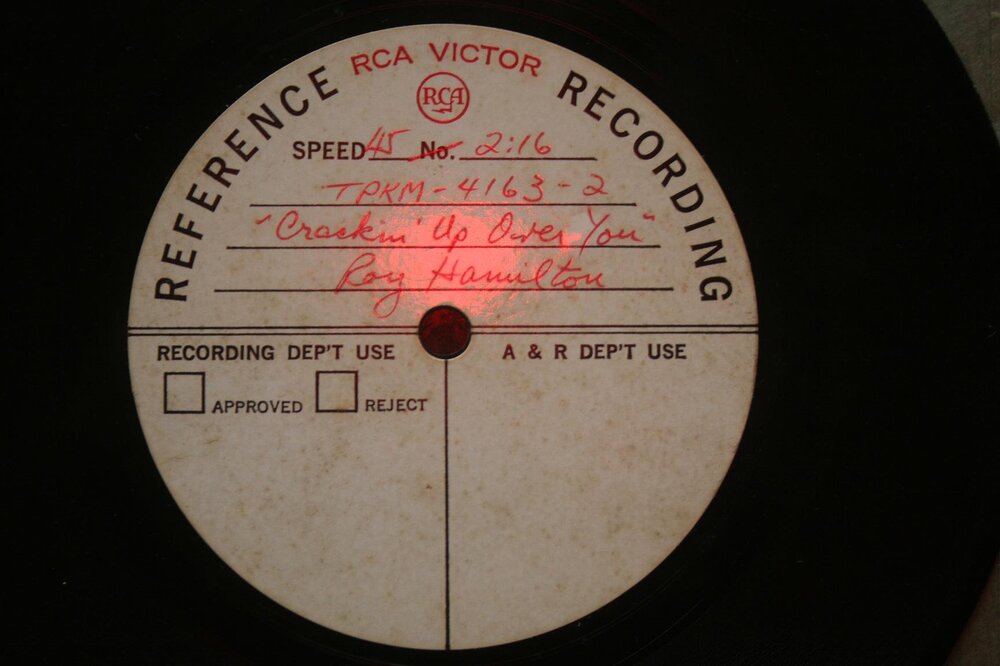 RCA VICTOR
REFERENCE RECORDING
RCA
SPEED 45 No. 2:16
TPKM-4163-2
"Crackin' Up Over You"
Roy Hamilton
RECORDING DEP'T USE
A & R DEP'T USE
APPROVED REJECT